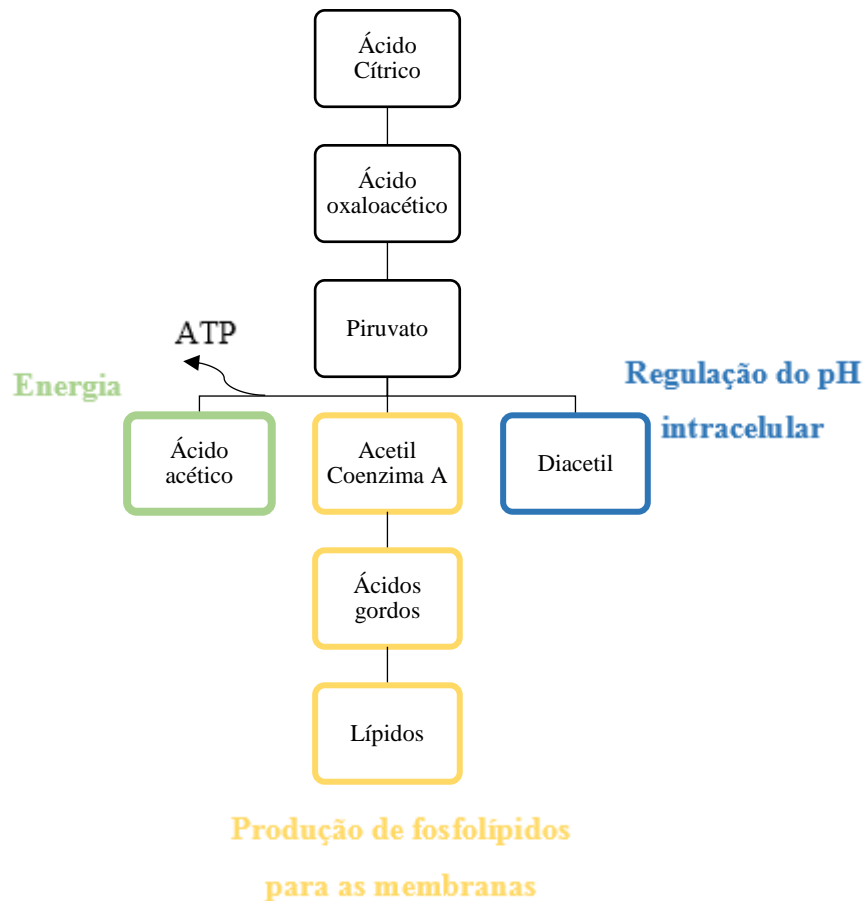 Ácido
Cítrico
Ácido
oxaloacético
Piruvato
ATP
Energia
Regulação do pH
intracelular
Ácido
acético
Acetil
Coenzima A
Diacetil
Ácidos
gordos
Lípidos
Produção de fosfolípidos
para as membranas